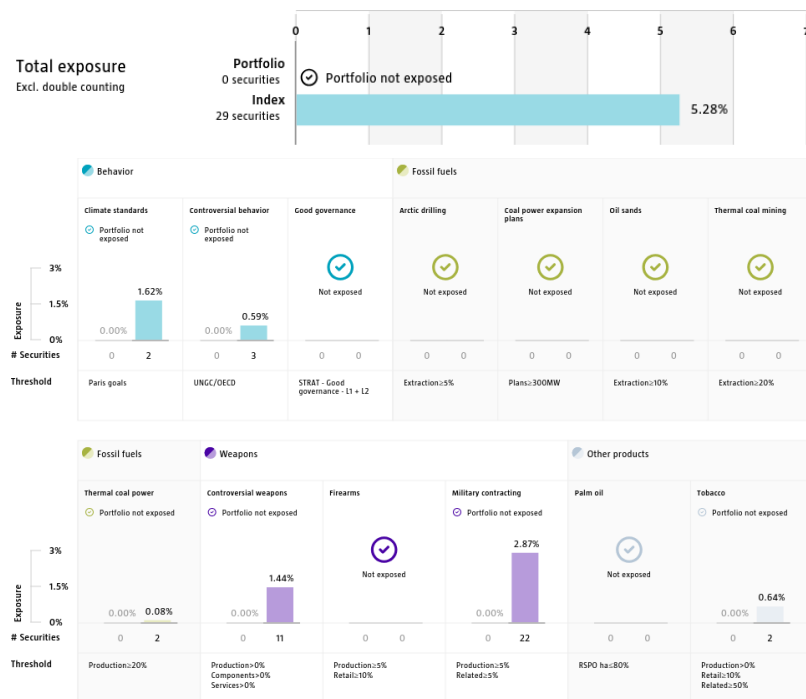 0 1 2 3 4 5 6 7
Total exposure
Excl. double counting
Portfolio
0 securities
Portfolio not exposed
Index
29 securities
5.28%
Behavior
Fossil fuels
Climate standards
Portfolio not
exposed
Controversial behavior
Portfolio not
exposed
Good governance
Not exposed
Arctic drilling
Not exposed
Coal power expansion
plans
Not exposed
Oil sands
Not exposed
Thermal coal mining
Not exposed
Exposure
3%
1.5%
0%
0.00% 1.62%
0.00% 0.59%
# Securities 0 2 0 3 0 0 0 0 0 0 0 0 0 0
Threshold
Paris goals
UNGC/OECD
STRAT - Good
governance - L1 + L2
Extraction≥5%
Plans≥300MW
Extraction≥10%
Extraction≥20%
Fossil fuels
Weapons
Other products
Thermal coal power
Portfolio not exposed
Controversial weapons
Portfolio not exposed
Firearms
Not exposed
Military contracting
Portfolio not exposed
Palm oil
Not exposed
Tobacco
Portfolio not exposed
Exposure
3%
1.5%
0%
0.00% 0.08%
0.00% 1.44%
0.00% 2.87%
0.00% 0.64%
# Securities 0 2 0 11 0 0 0 22 0 0 0 2
Threshold
Production≥20%
Production>0%
Components>0%
Services>0%
Production≥5%
Retail≥10%
Production≥5%
Related≥5%
RSPO ha≤80%
Production>0%
Retail≥10%
Related≥50%